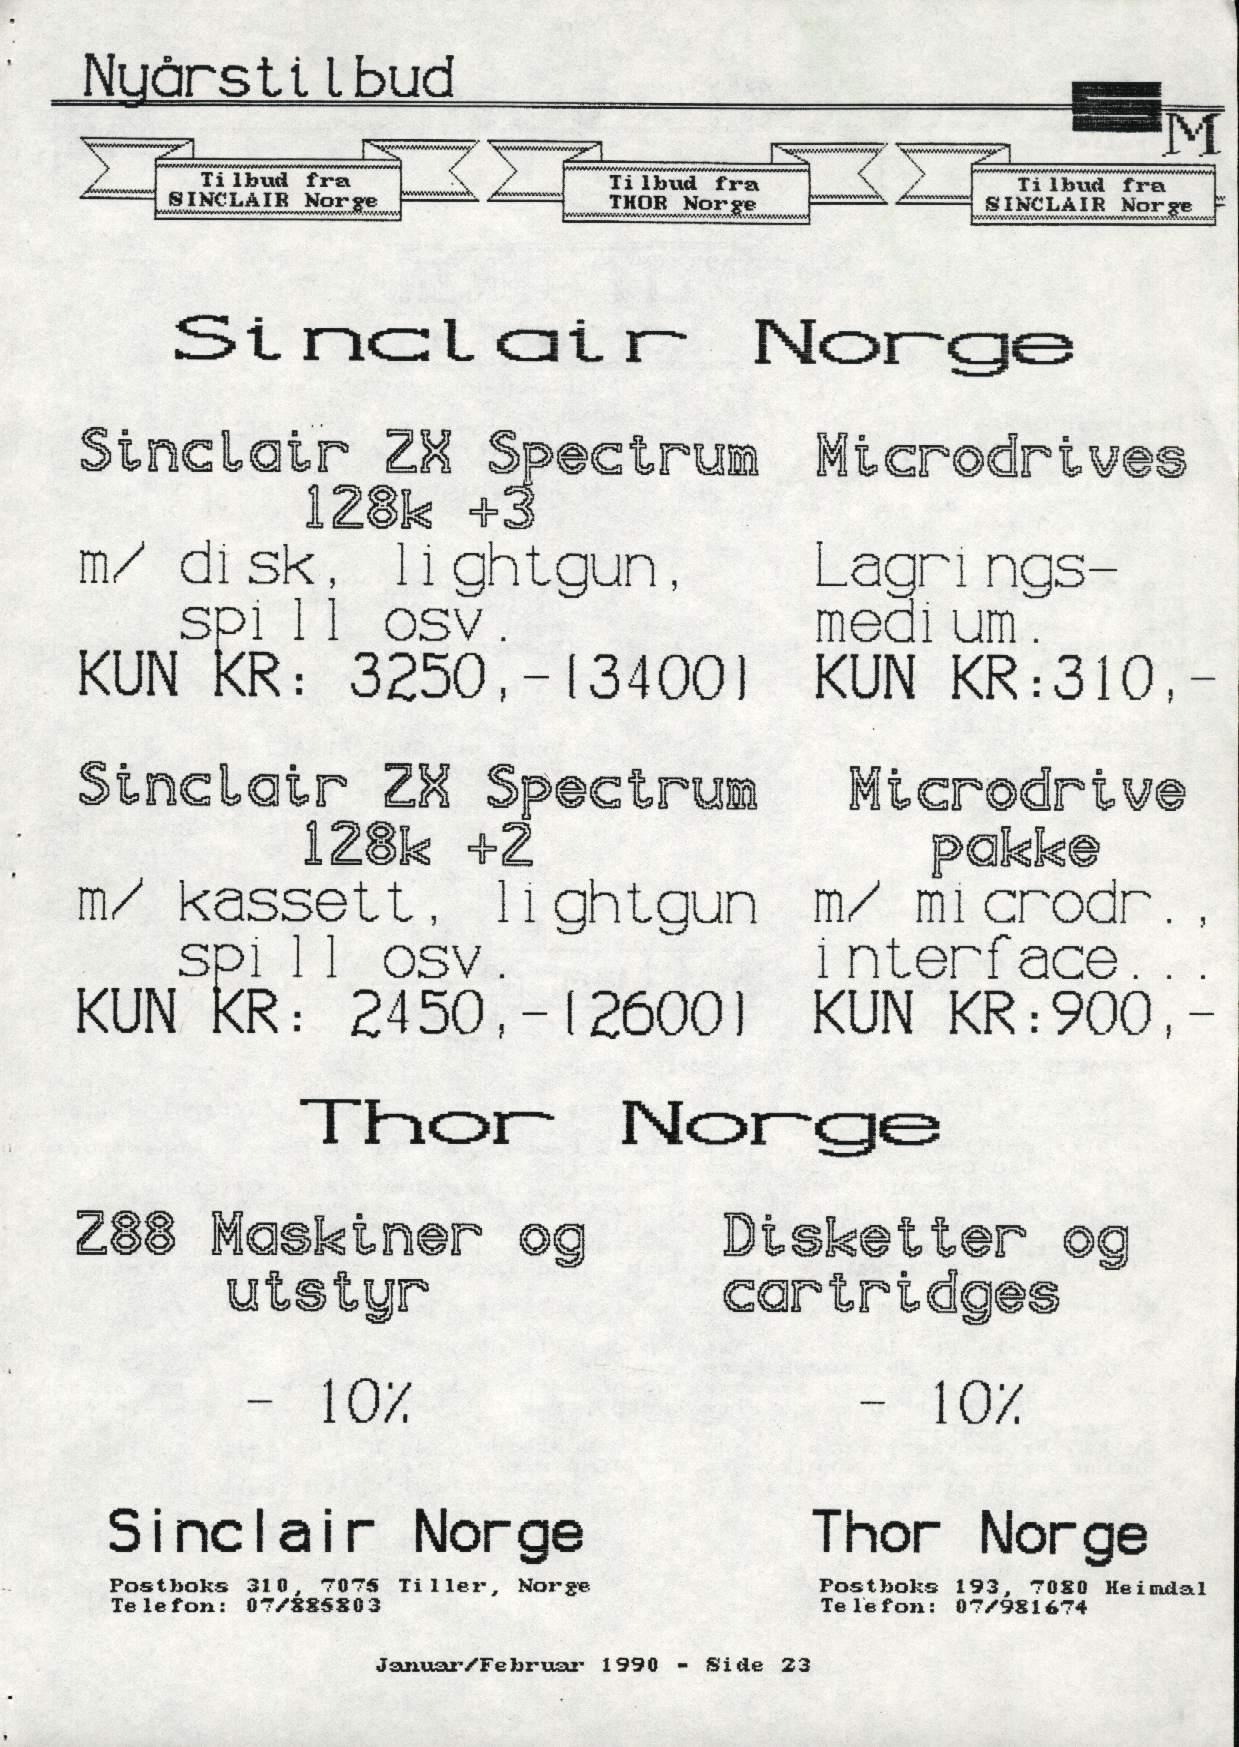 Nyårstilbud
M
Tilbud fra
SINCLAIR Norge
Tilbud fra
THOR Norge
Tilbud fra
SINCLAIR Norge
Sinclair Norge
Sinclair ZX Spectrum
128k +3
m/ disk, lightgun,
spill osv.
KUN KR: 3250,-(3400)
Microdrives
Lagrings-
medium.
KUN KR:310,-
Sinclair ZX Spectrum
128k +2
m/ kassett, lightgun
spill osv.
KUN KR: 2450,-(2600)
Microdrive
pakke
m/ microdr.,
interface...
KUN KR:900,-
Thor Norge
Z88 Maskiner og
utstyr
- 10%
Disketter og
cartridges
- 10%
Sinclair Norge
Postboks 310, 7075 Tiller, Norge
Telefon: 07/885803
Thor Norge
Postboks 193, 7080 Heimdal
Telefon: 07/981674
Januar/Februar 1990 - Side 23